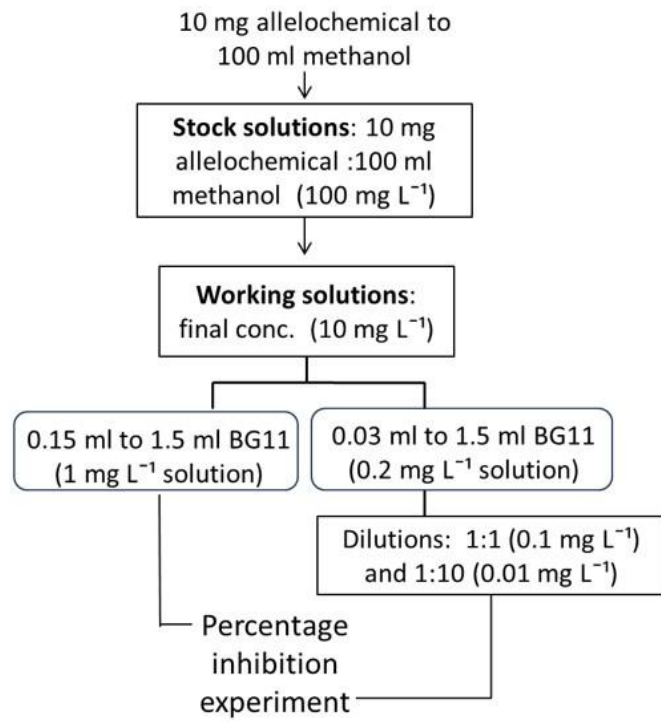 10 mg allelochemical to
100 ml methanol
Stock solutions: 10 mg
allelochemical :100 ml
methanol (100 mg L⁻¹)
Working solutions:
final conc. (10 mg L⁻¹)
0.15 ml to 1.5 ml BG11
(1 mg L⁻¹ solution)
0.03 ml to 1.5 ml BG11
(0.2 mg L⁻¹ solution)
Dilutions: 1:1 (0.1 mg L⁻¹)
and 1:10 (0.01 mg L⁻¹)
Percentage
inhibition
experiment